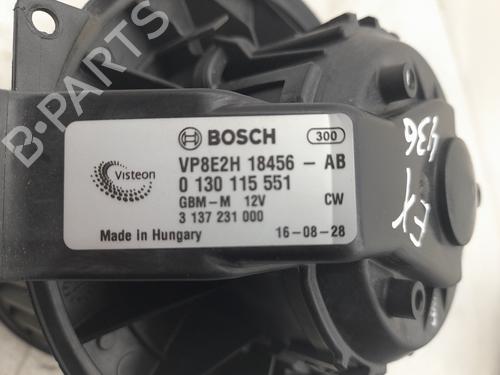 BOSCH
300
Visteon
VP8E2H 18456 - AB
0 130 115 551
GBM-M 12V CW
3 137 231 000
Made in Hungary 16-08-28
436
B-PARTS